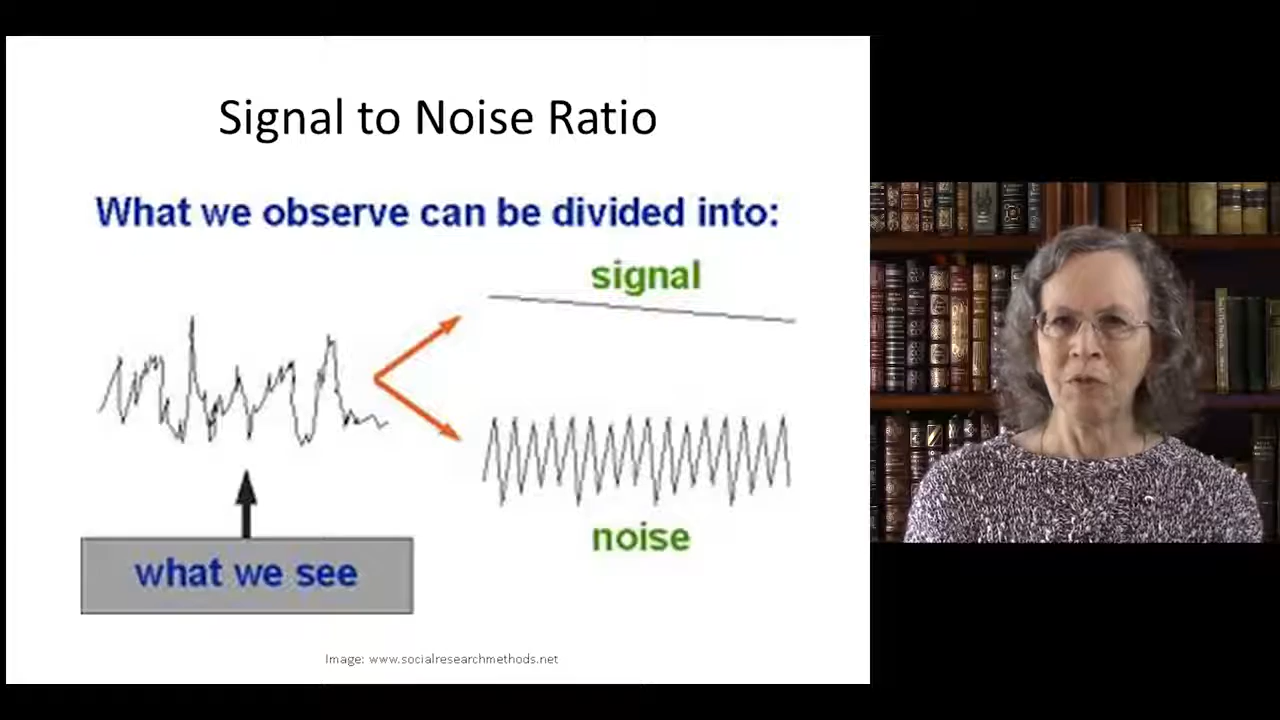 Signal to Noise Ratio
What we observe can be divided into:
signal
noise
what we see
Image: www.socialresearchmethods.net